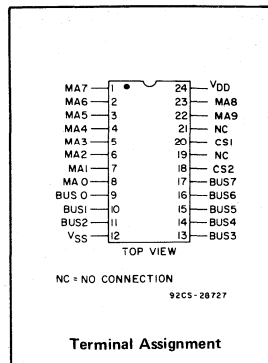 MA7 1 24 VDD
MA6 2 23 MA8
MA5 3 22 MA9
MA4 4 21 NC
MA3 5 20 CS1
MA2 6 19 NC
MA1 7 18 CS2
MA0 8 17 BUS7
BUS 0 9 16 BUS6
BUS1 10 15 BUS5
BUS2 11 14 BUS4
VSS 12 13 BUS3
TOP VIEW
NC = NO CONNECTION
92CS-28727
Terminal Assignment